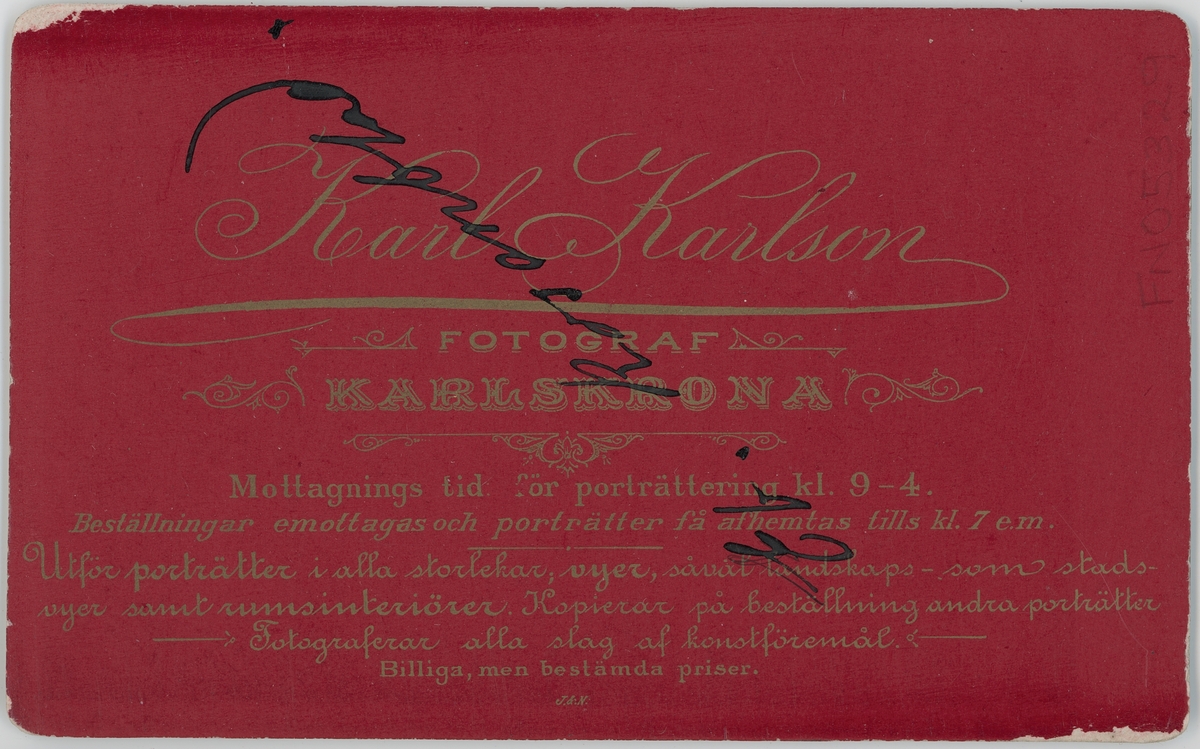 Karl Karlson
FOTOGRAF
KARLSKRONA
Mottagnings tid för porträttering kl. 9-4.
Beställningar emottagas och porträtter få afhemtas tills kl. 7 e.m.
Utför porträtter i alla storlekar, vyer, såväl landskaps- som stads-
vyer samt rumsinteriörer. Kopierar på beställning andra porträtter
Fotograferar alla slag af konstföremål.
Billiga, men bestämda priser.
J.&N.